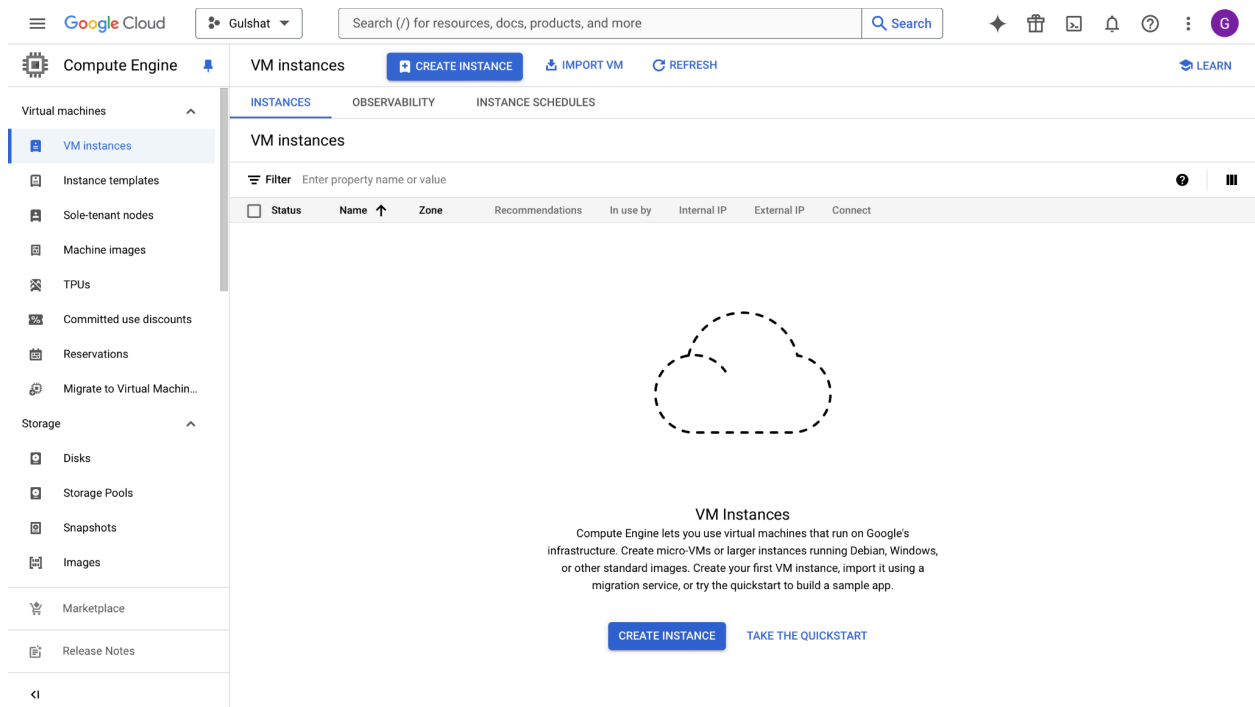 Google Cloud
Gulshat
Search (/) for resources, docs, products, and more
Search
G
Compute Engine
VM instances
CREATE INSTANCE
IMPORT VM
REFRESH
LEARN
Virtual machines
VM instances
Instance templates
Sole-tenant nodes
Machine images
TPUs
Committed use discounts
Reservations
Migrate to Virtual Machin...
Storage
Disks
Storage Pools
Snapshots
Images
Marketplace
Release Notes
INSTANCES
OBSERVABILITY
INSTANCE SCHEDULES
VM instances
Filter Enter property name or value
Status Name Zone Recommendations In use by Internal IP External IP Connect
VM Instances
Compute Engine lets you use virtual machines that run on Google's
infrastructure. Create micro-VMs or larger instances running Debian, Windows,
or other standard images. Create your first VM instance, import it using a
migration service, or try the quickstart to build a sample app.
CREATE INSTANCE
TAKE THE QUICKSTART